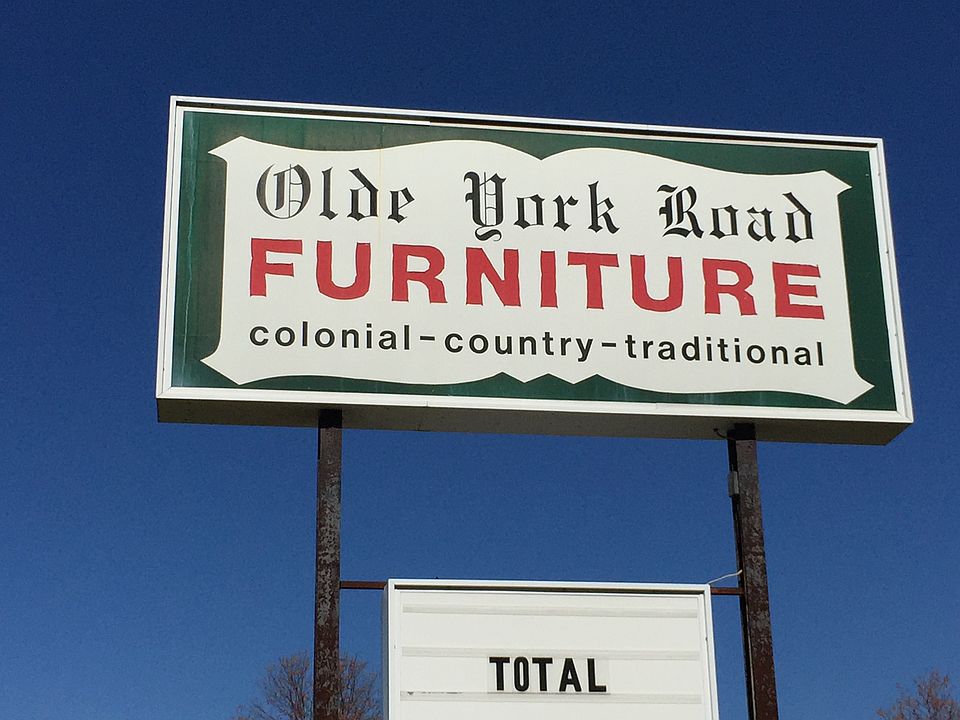 Olde York Road
FURNITURE
colonial-country-traditional
TOTAL